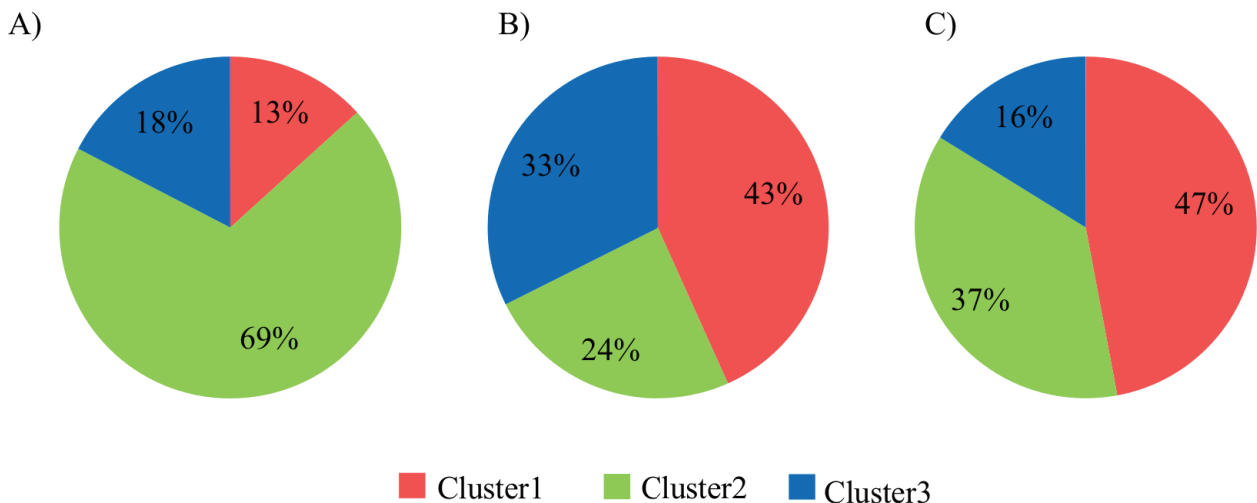 A)
B)
C)
18%
13%
69%
33%
43%
24%
16%
47%
37%
Cluster1
Cluster2
Cluster3